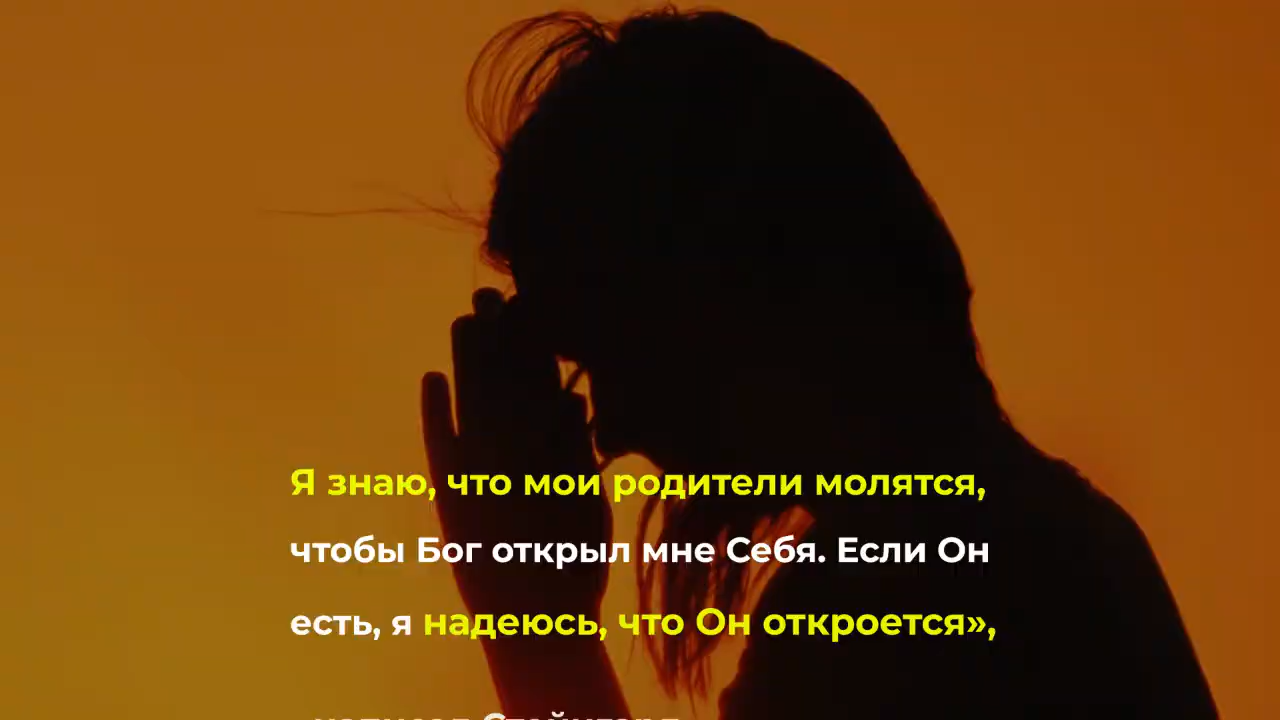 Я знаю, что мои родители молятся,
чтобы Бог открыл мне Себя. Если Он
есть, я надеюсь, что Он откроется»,